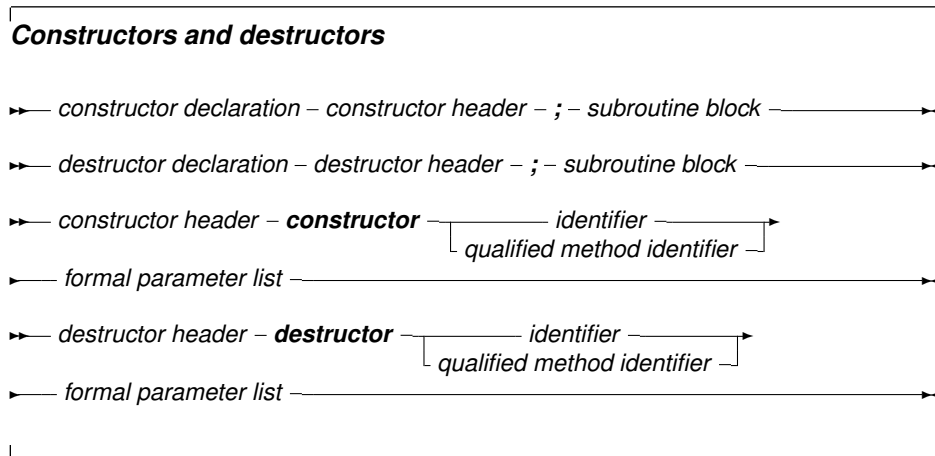 Constructors and destructors
constructor declaration constructor header ; subroutine block
destructor declaration destructor header ; subroutine block
constructor header constructor identifier
qualified method identifier
formal parameter list
destructor header destructor identifier
qualified method identifier
formal parameter list